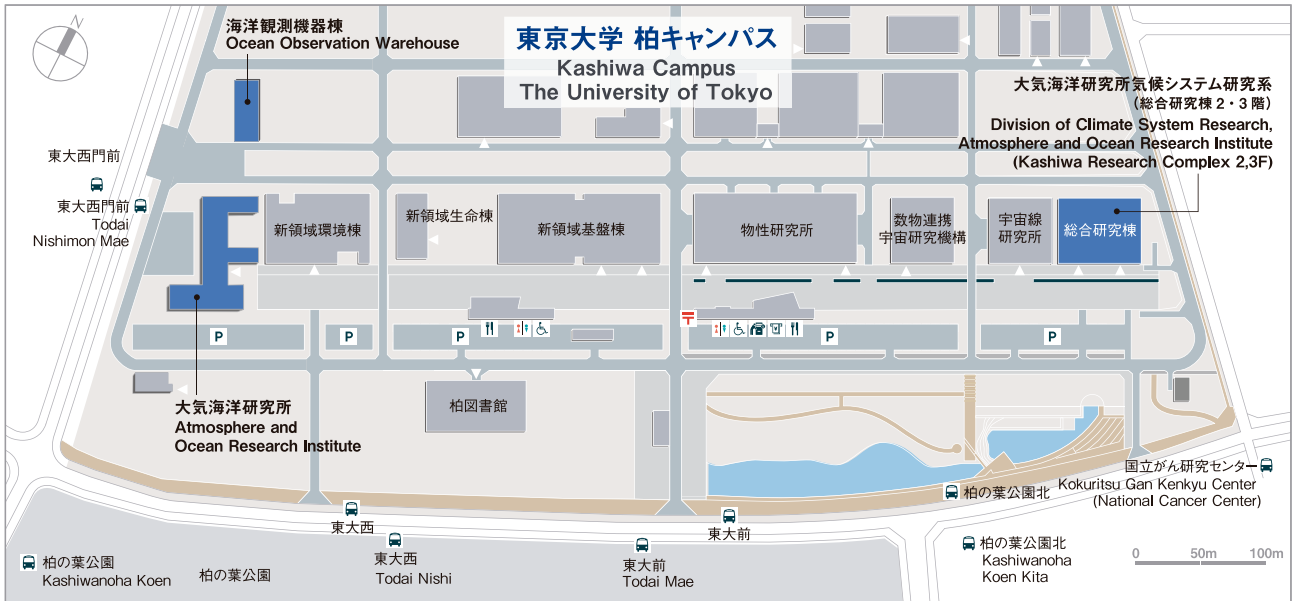 N
海洋観測機器棟
Ocean Observation Warehouse
東京大学 柏キャンパス
Kashiwa Campus
The University of Tokyo
大気海洋研究所気候システム研究系
(総合研究棟 2・3 階)
Division of Climate System Research,
Atmosphere and Ocean Research Institute
(Kashiwa Research Complex 2,3F)
東大西門前
東大西門前
Todai
Nishimon Mae
新領域環境棟
新領域生命棟
新領域基盤棟
物性研究所
数物連携
宇宙研究機構
宇宙線
研究所
総合研究棟
〒
P
P
P
P
P
大気海洋研究所
Atmosphere and
Ocean Research Institute
柏図書館
国立がん研究センター
Kokuritsu Gan Kenkyu Center
(National Cancer Center)
柏の葉公園北
東大西
東大前
東大西
Todai Nishi
東大前
Todai Mae
柏の葉公園北
Kashiwanoha
Koen Kita
柏の葉公園
Kashiwanoha Koen
柏の葉公園
0 50m 100m